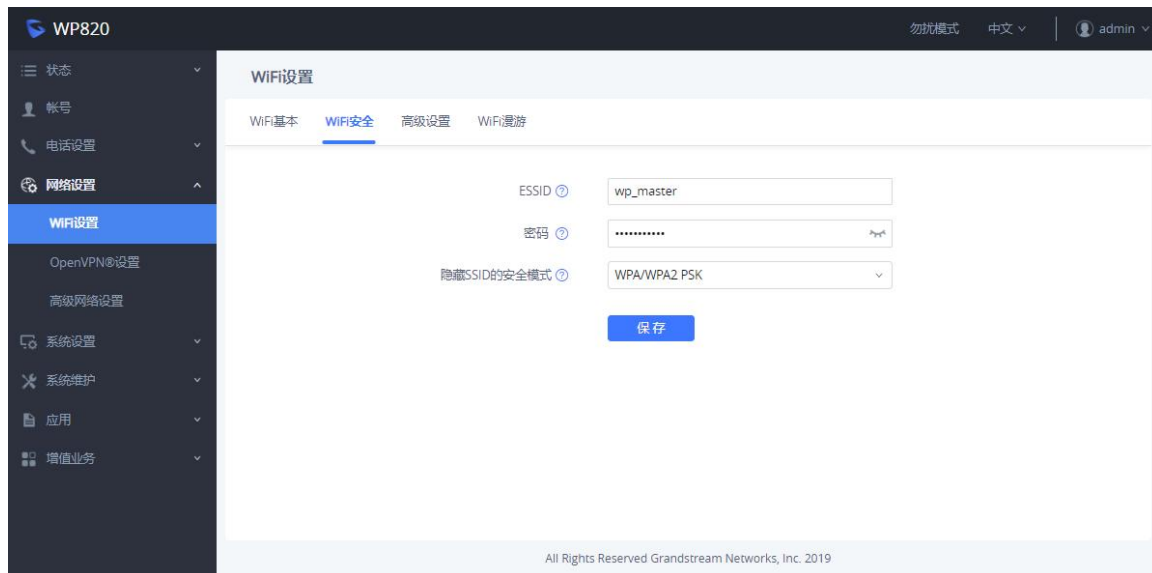 WP820
勿扰模式 中文 admin
状态
帐号
电话设置
网络设置
WiFi设置
OpenVPN®设置
高级网络设置
系统设置
系统维护
应用
增值业务
WiFi设置
WiFi基本 WiFi安全 高级设置 WiFi漫游
ESSID wp_master
密码 •••••••••••
隐藏SSID的安全模式 WPA/WPA2 PSK
保存
All Rights Reserved Grandstream Networks, Inc. 2019